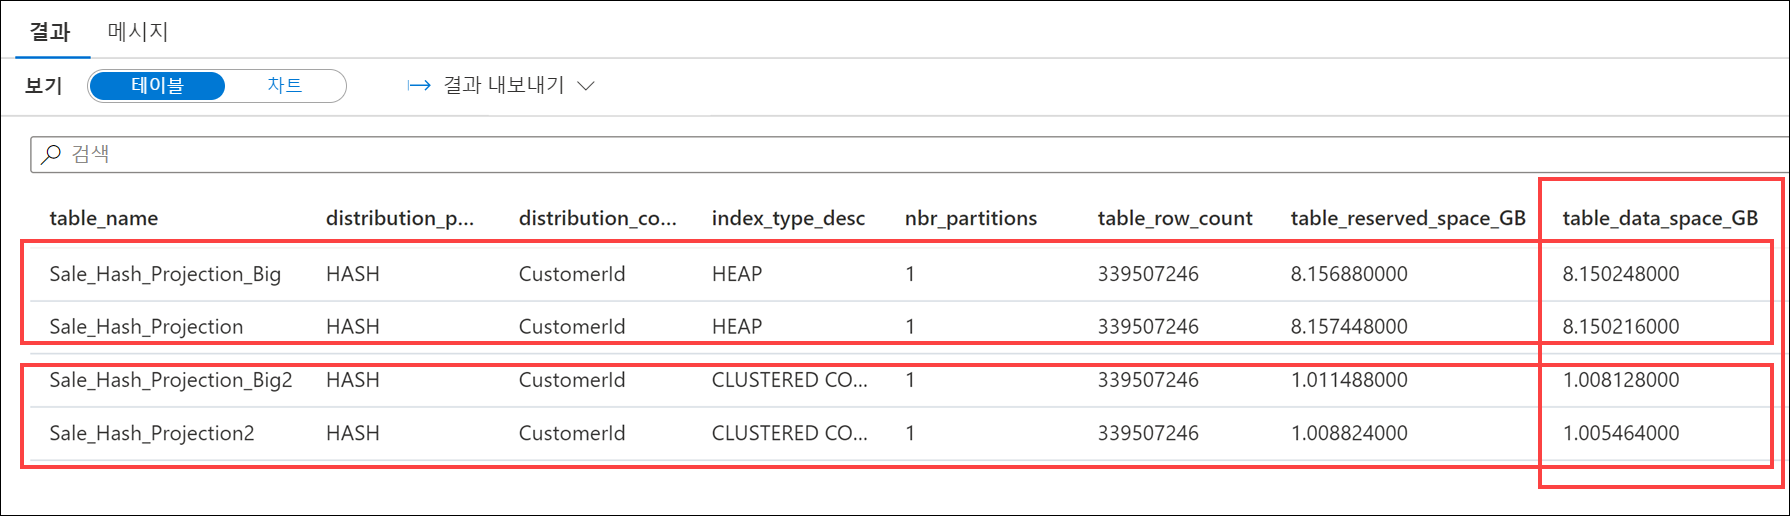 결과 메시지
보기 테이블 차트 결과 내보내기
검색
table_name distribution_p... distribution_co... index_type_desc nbr_partitions table_row_count table_reserved_space_GB table_data_space_GB
Sale_Hash_Projection_Big HASH CustomerId HEAP 1 339507246 8.156880000 8.150248000
Sale_Hash_Projection HASH CustomerId HEAP 1 339507246 8.157448000 8.150216000
Sale_Hash_Projection_Big2 HASH CustomerId CLUSTERED CO... 1 339507246 1.011488000 1.008128000
Sale_Hash_Projection2 HASH CustomerId CLUSTERED CO... 1 339507246 1.008824000 1.005464000